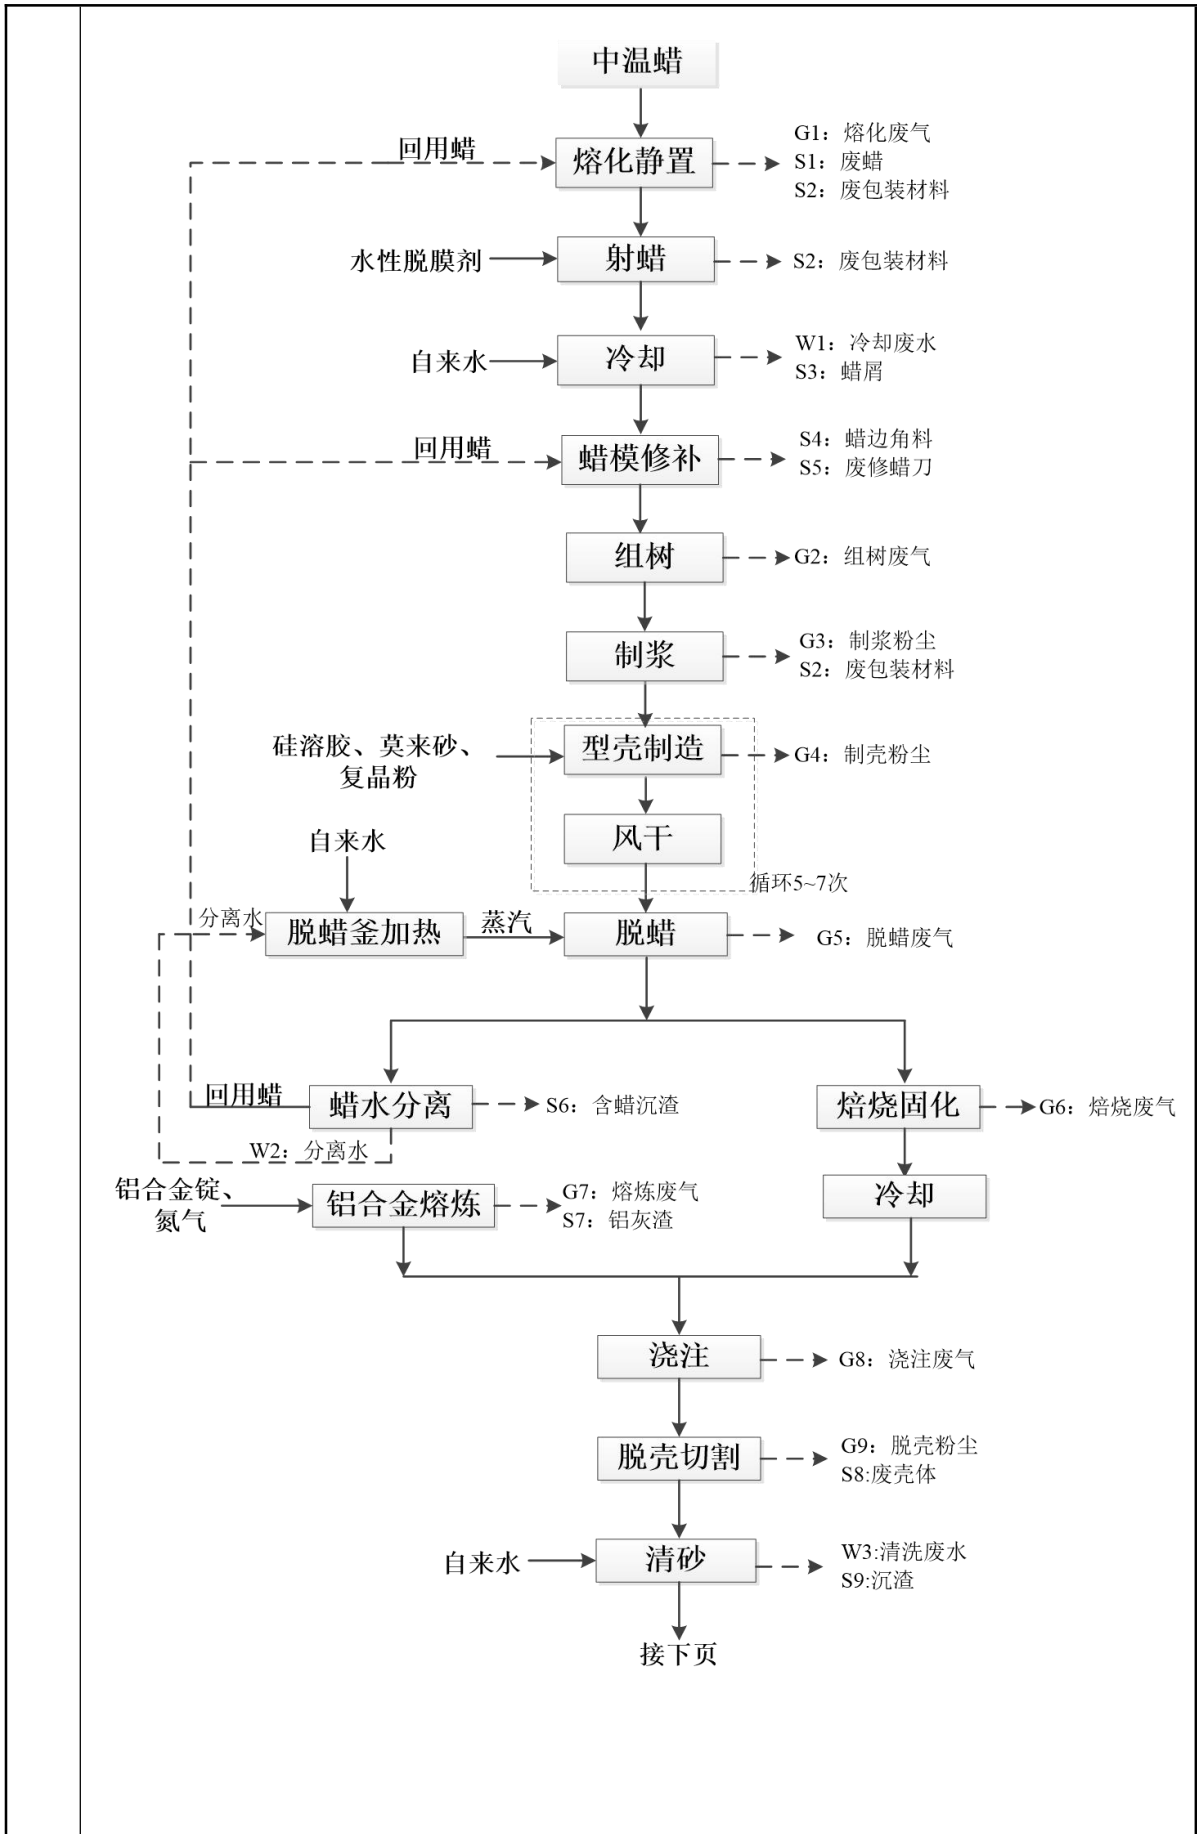 中温蜡
回用蜡
熔化静置
G1：熔化废气
S1：废蜡
S2：废包装材料
水性脱膜剂
射蜡
S2：废包装材料
自来水
冷却
W1：冷却废水
S3：蜡屑
回用蜡
蜡模修补
S4：蜡边角料
S5：废修蜡刀
组树
G2：组树废气
制浆
G3：制浆粉尘
S2：废包装材料
硅溶胶、莫来砂、
复晶粉
型壳制造
G4：制壳粉尘
风干
循环5~7次
自来水
分离水
脱蜡釜加热
蒸汽
脱蜡
G5：脱蜡废气
回用蜡
蜡水分离
S6：含蜡沉渣
焙烧固化
G6：焙烧废气
W2：分离水
铝合金锭、
氮气
铝合金熔炼
G7：熔炼废气
S7：铝灰渣
冷却
浇注
G8：浇注废气
脱壳切割
G9：脱壳粉尘
S8:废壳体
自来水
清砂
W3:清洗废水
S9:沉渣
接下页